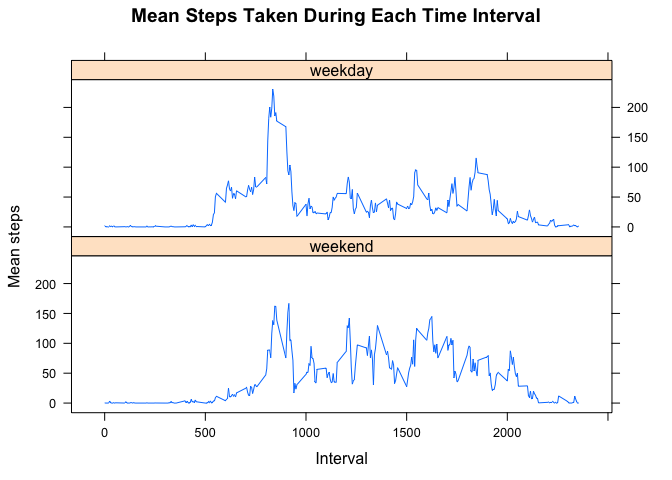 Mean Steps Taken During Each Time Interval
weekday
200
150
100
50
0
Mean steps
weekend
200
150
100
50
0
0 500 1000 1500 2000
Interval